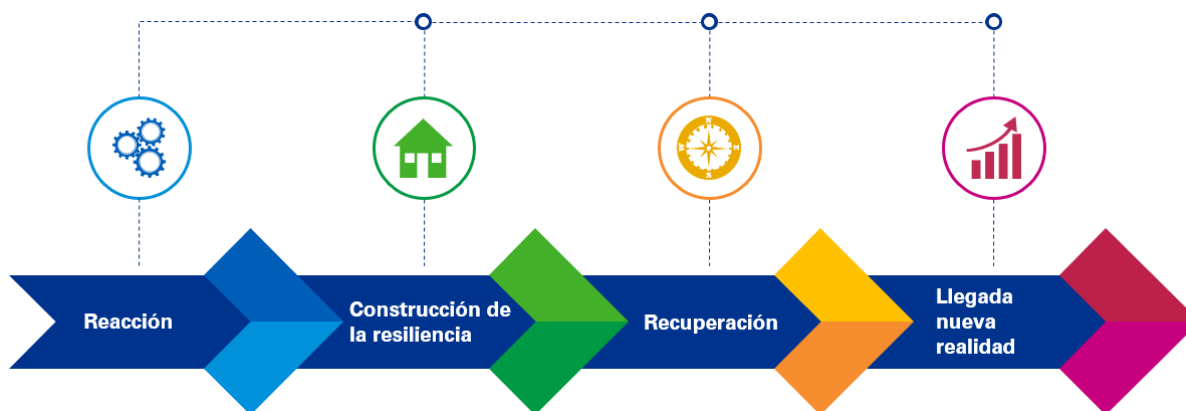 N
W
S
Reacción
Construcción de
la resiliencia
Recuperación
Llegada
nueva
realidad